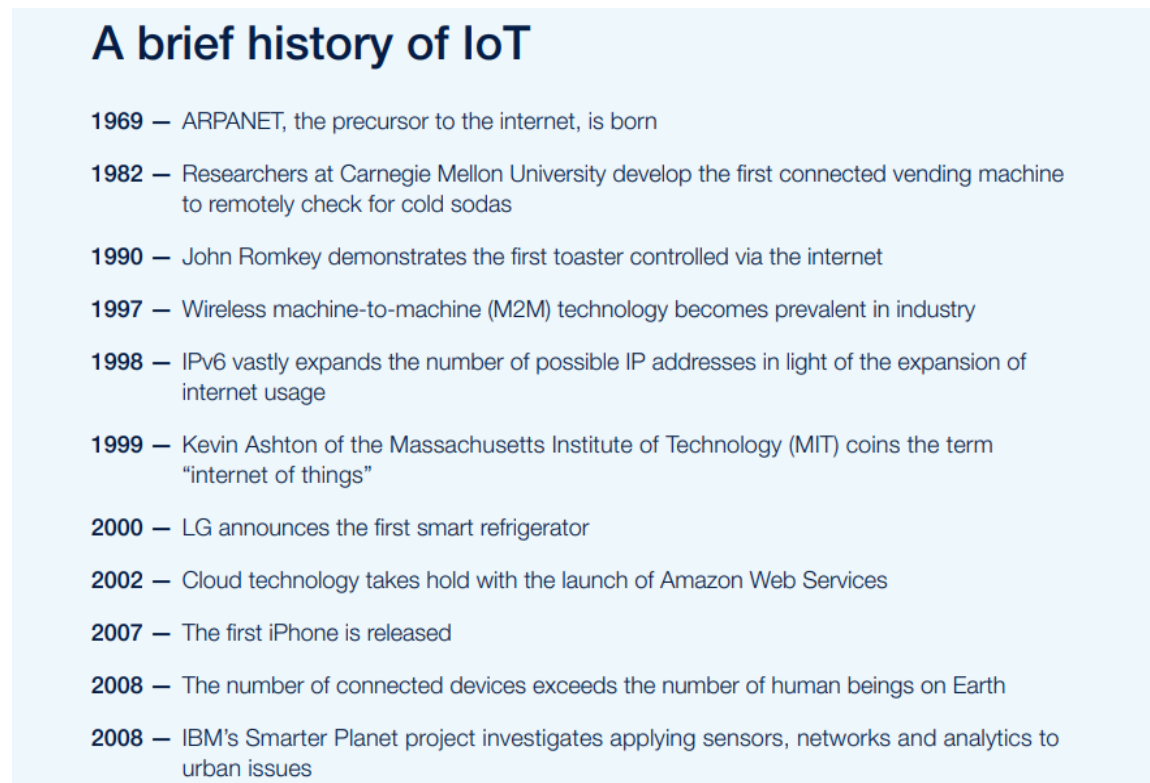 A brief history of IoT
1969 — ARPANET, the precursor to the internet, is born
1982 — Researchers at Carnegie Mellon University develop the first connected vending machine
to remotely check for cold sodas
1990 — John Romkey demonstrates the first toaster controlled via the internet
1997 — Wireless machine-to-machine (M2M) technology becomes prevalent in industry
1998 — IPv6 vastly expands the number of possible IP addresses in light of the expansion of
internet usage
1999 — Kevin Ashton of the Massachusetts Institute of Technology (MIT) coins the term
“internet of things”
2000 — LG announces the first smart refrigerator
2002 — Cloud technology takes hold with the launch of Amazon Web Services
2007 — The first iPhone is released
2008 — The number of connected devices exceeds the number of human beings on Earth
2008 — IBM’s Smarter Planet project investigates applying sensors, networks and analytics to
urban issues